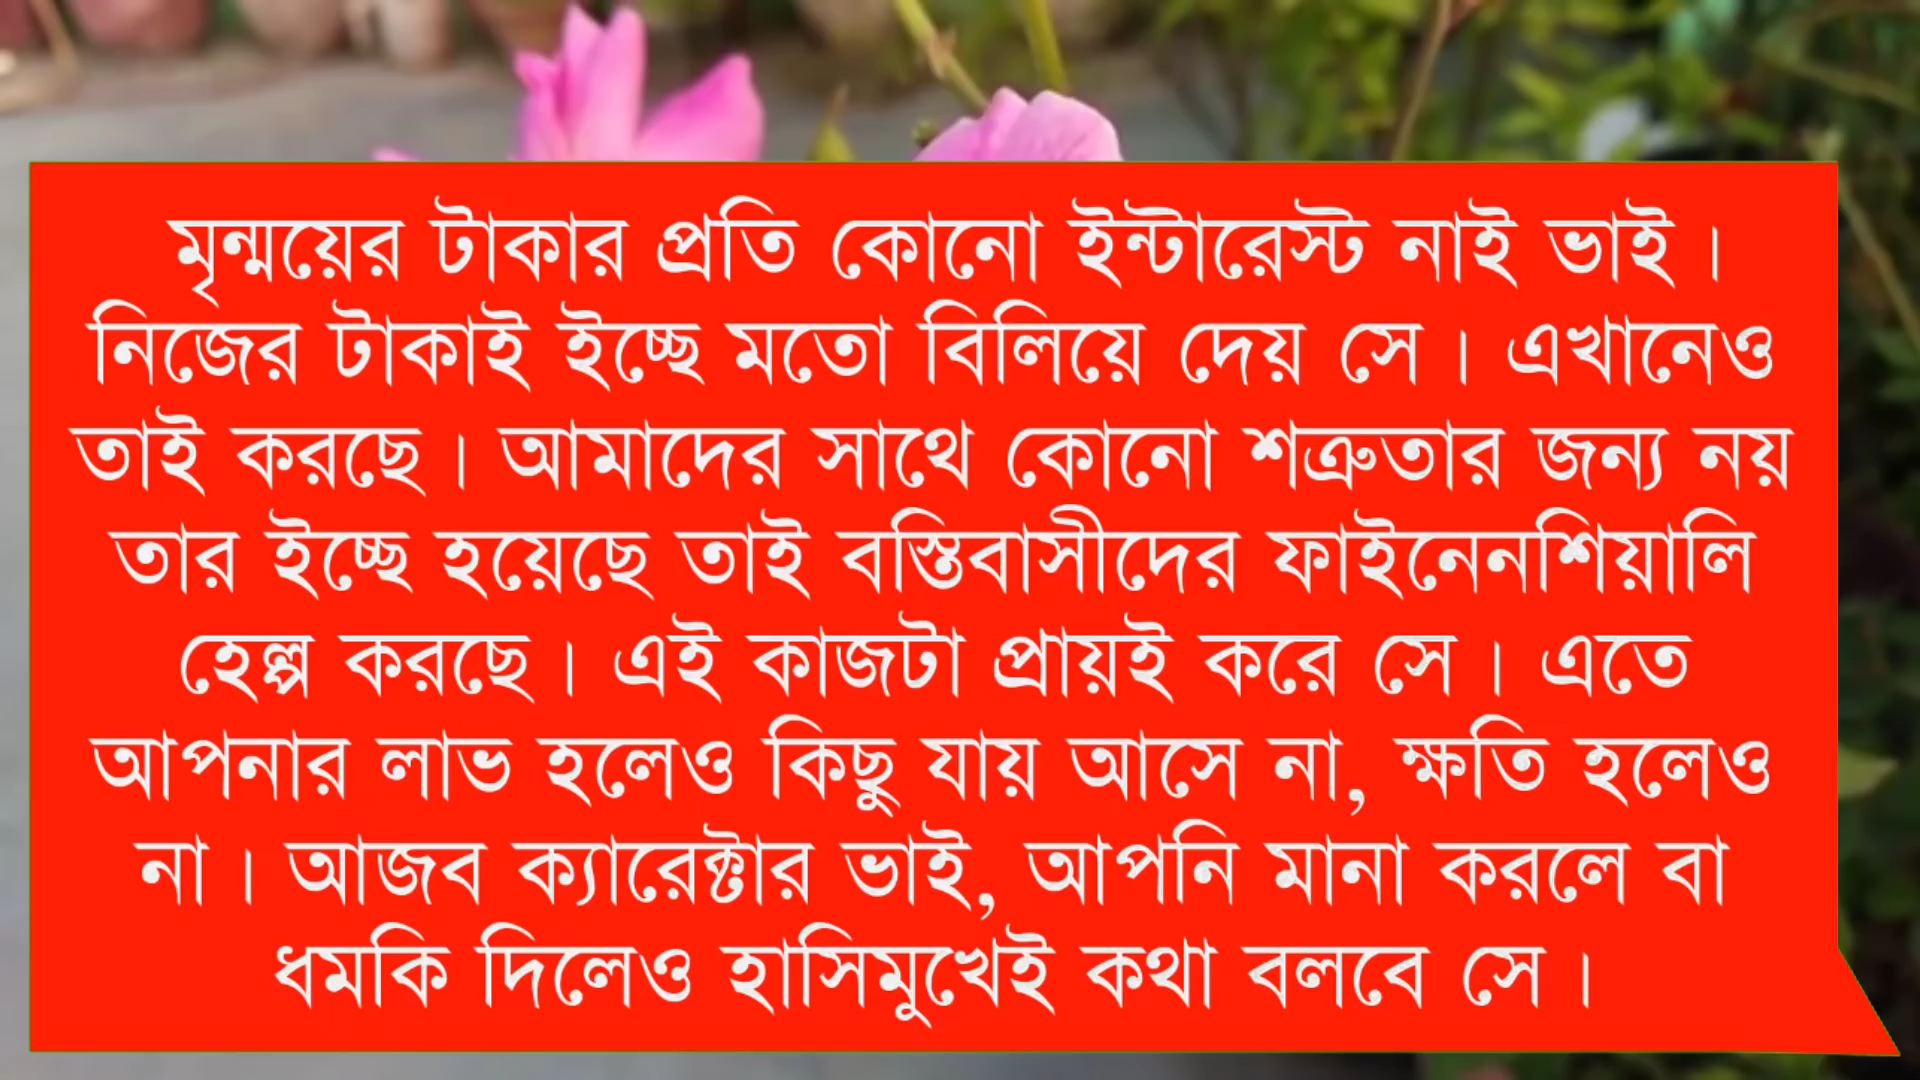 মৃন্ময়ের টাকার প্রতি কোনো ইন্টারেস্ট নাই ভাই।
নিজের টাকাই ইচ্ছে মতো বিলিয়ে দেয় সে। এখানেও
তাই করছে। আমাদের সাথে কোনো শত্রুতার জন্য নয়
তার ইচ্ছে হয়েছে তাই বস্তিবাসীদের ফাইনেনশিয়ালি
হেল্প করছে। এই কাজটা প্রায়ই করে সে। এতে
আপনার লাভ হলেও কিছু যায় আসে না, ক্ষতি হলেও
না। আজব ক্যারেক্টার ভাই, আপনি মানা করলে বা
ধমকি দিলেও হাসিমুখেই কথা বলবে সে।